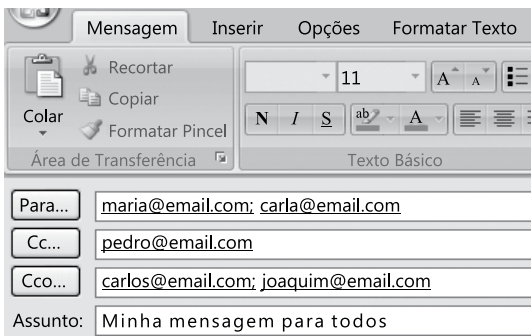 Mensagem Inserir Opções Formatar Texto
Recortar
Copiar
Colar
Formatar Pincel
11 A A
N I S ab A
Área de Transferência Texto Básico
Para... maria@email.com; carla@email.com
Cc... pedro@email.com
Cco... carlos@email.com; joaquim@email.com
Assunto: Minha mensagem para todos